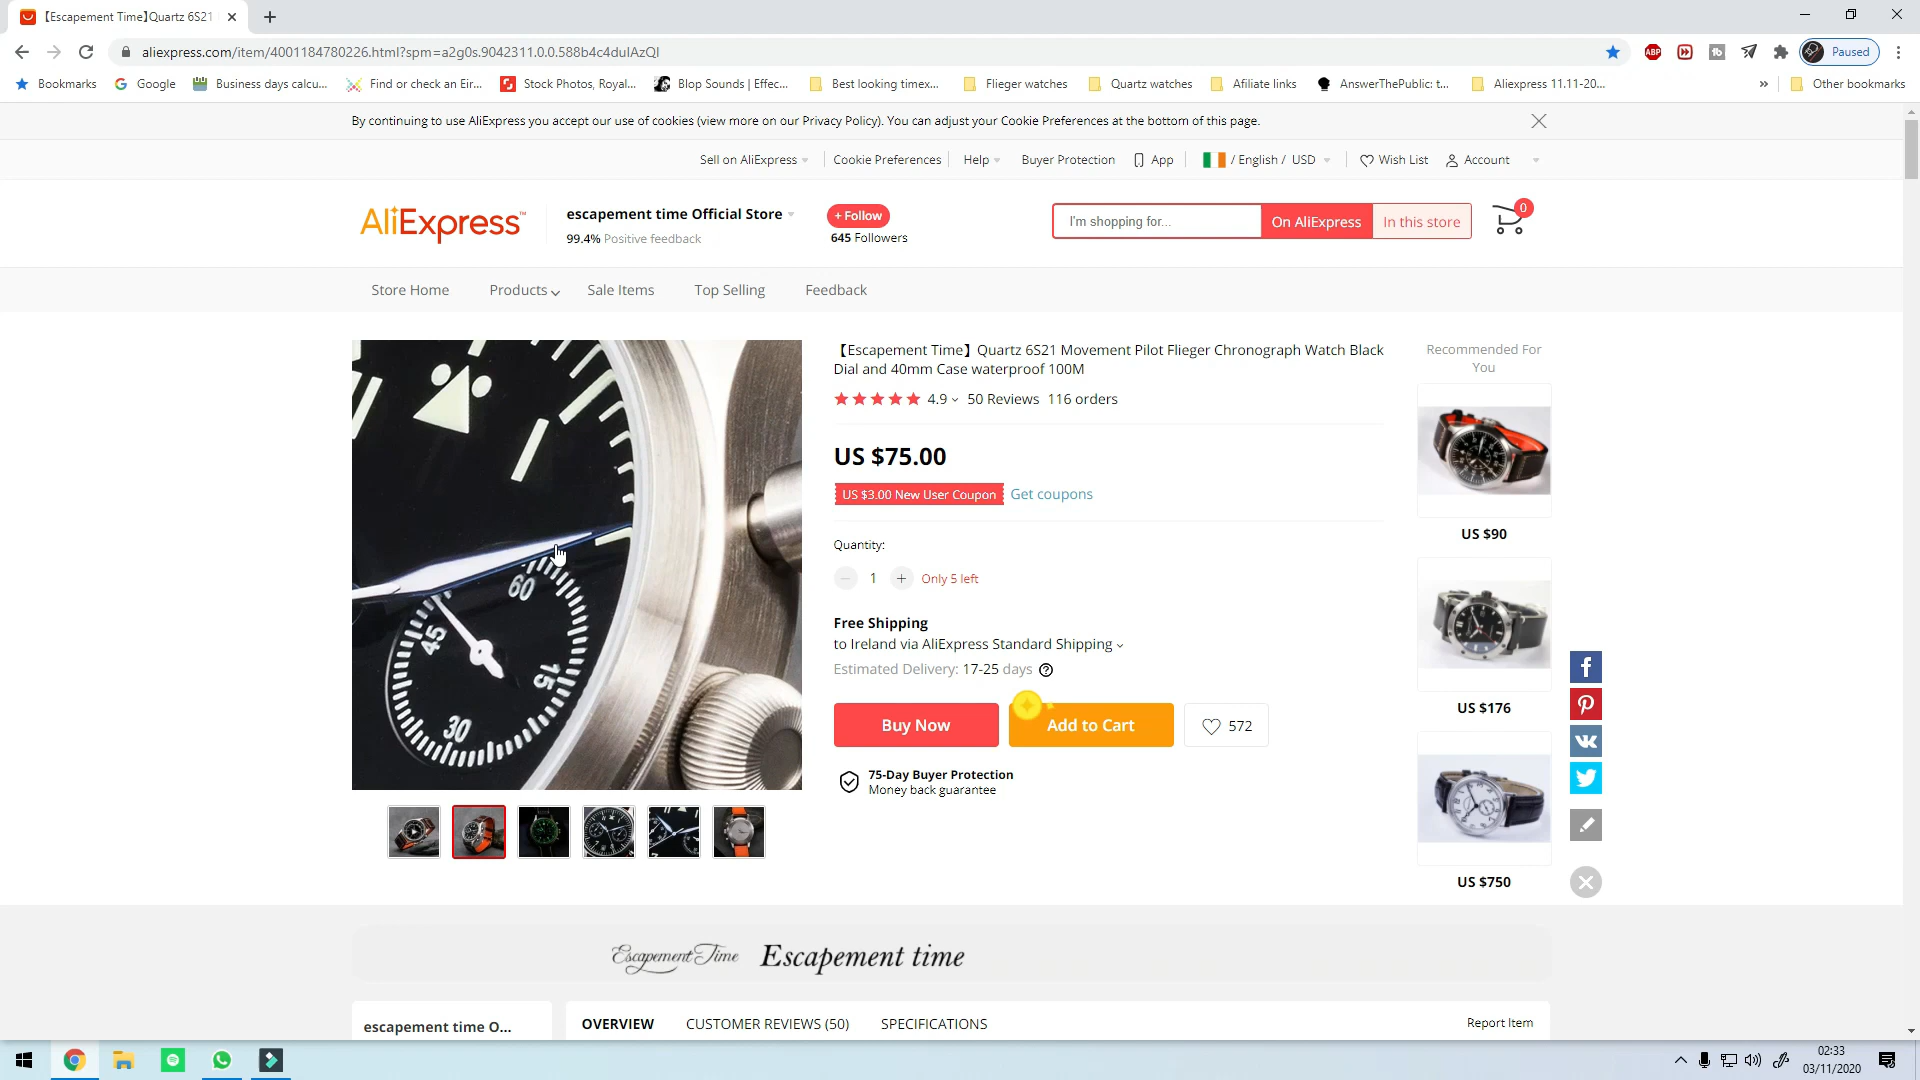 【Escapement Time】Quartz 6S21
aliexpress.com/item/4001184780226.html?spm=a2g0s.9042311.0.0.588b4c4duIAzQI
ABP
Paused
Bookmarks
Google
Business days calcu...
Find or check an Eir...
Stock Photos, Royal...
Blop Sounds | Effec...
Best looking timex...
Flieger watches
Quartz watches
Afiliate links
AnswerThePublic: t...
Aliexpress 11.11-20...
»
Other bookmarks
By continuing to use AliExpress you accept our use of cookies (view more on our Privacy Policy). You can adjust your Cookie Preferences at the bottom of this page.
Sell on AliExpress
Cookie Preferences
Help
Buyer Protection
App
/ English / USD
Wish List
Account
AliExpress™
escapement time Official Store
99.4% Positive feedback
+ Follow
645 Followers
I'm shopping for...
On AliExpress
In this store
0
Store Home
Products
Sale Items
Top Selling
Feedback
60
45
15
30
【Escapement Time】Quartz 6S21 Movement Pilot Flieger Chronograph Watch Black
Dial and 40mm Case waterproof 100M
4.9
50 Reviews
116 orders
US $75.00
US $3.00 New User Coupon
Get coupons
Quantity:
1
Only 5 left
Free Shipping
to Ireland via AliExpress Standard Shipping
Estimated Delivery: 17-25 days
Buy Now
Add to Cart
572
75-Day Buyer Protection
Money back guarantee
Recommended For
You
US $90
US $176
US $750
Escapement Time
Escapement time
escapement time O...
OVERVIEW
CUSTOMER REVIEWS (50)
SPECIFICATIONS
Report Item
02:33
03/11/2020